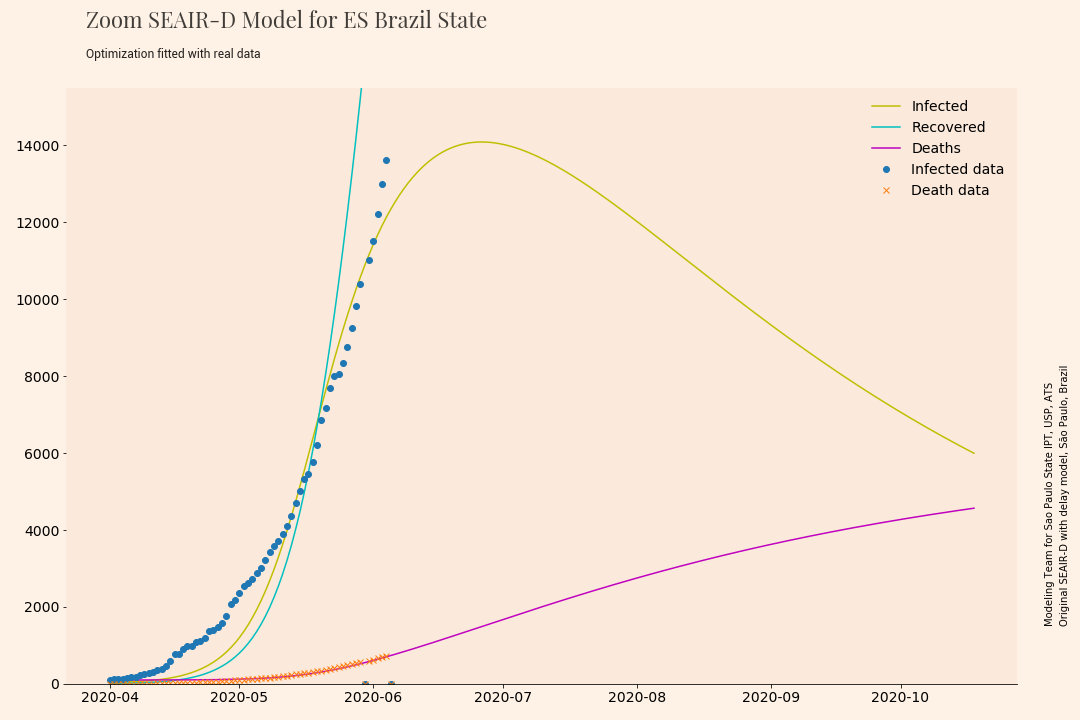 Zoom SEAIR-D Model for ES Brazil State
Optimization fitted with real data
Infected
Recovered
Deaths
Infected data
Death data
14000
12000
10000
8000
6000
4000
2000
0
2020-04
2020-05
2020-06
2020-07
2020-08
2020-09
2020-10
Modeling Team for Sao Paulo State IPT, USP, ATS
Original SEAIR-D with delay model, São Paulo, Brazil